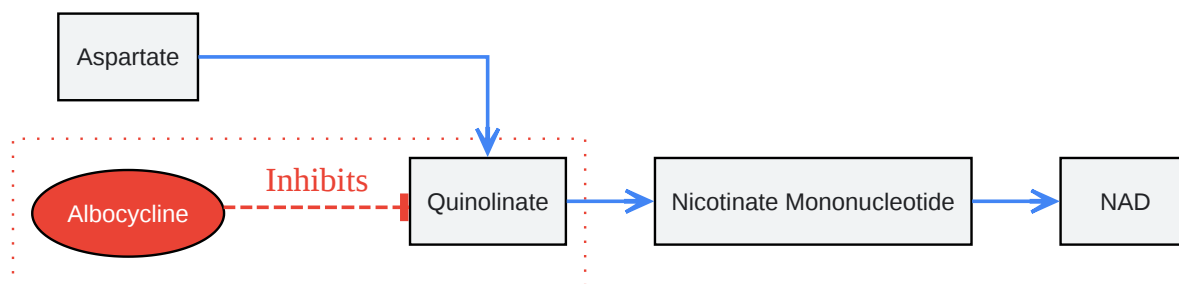 Aspartate
Inhibits
Albocycline
Quinolinate
Nicotinate Mononucleotide
NAD